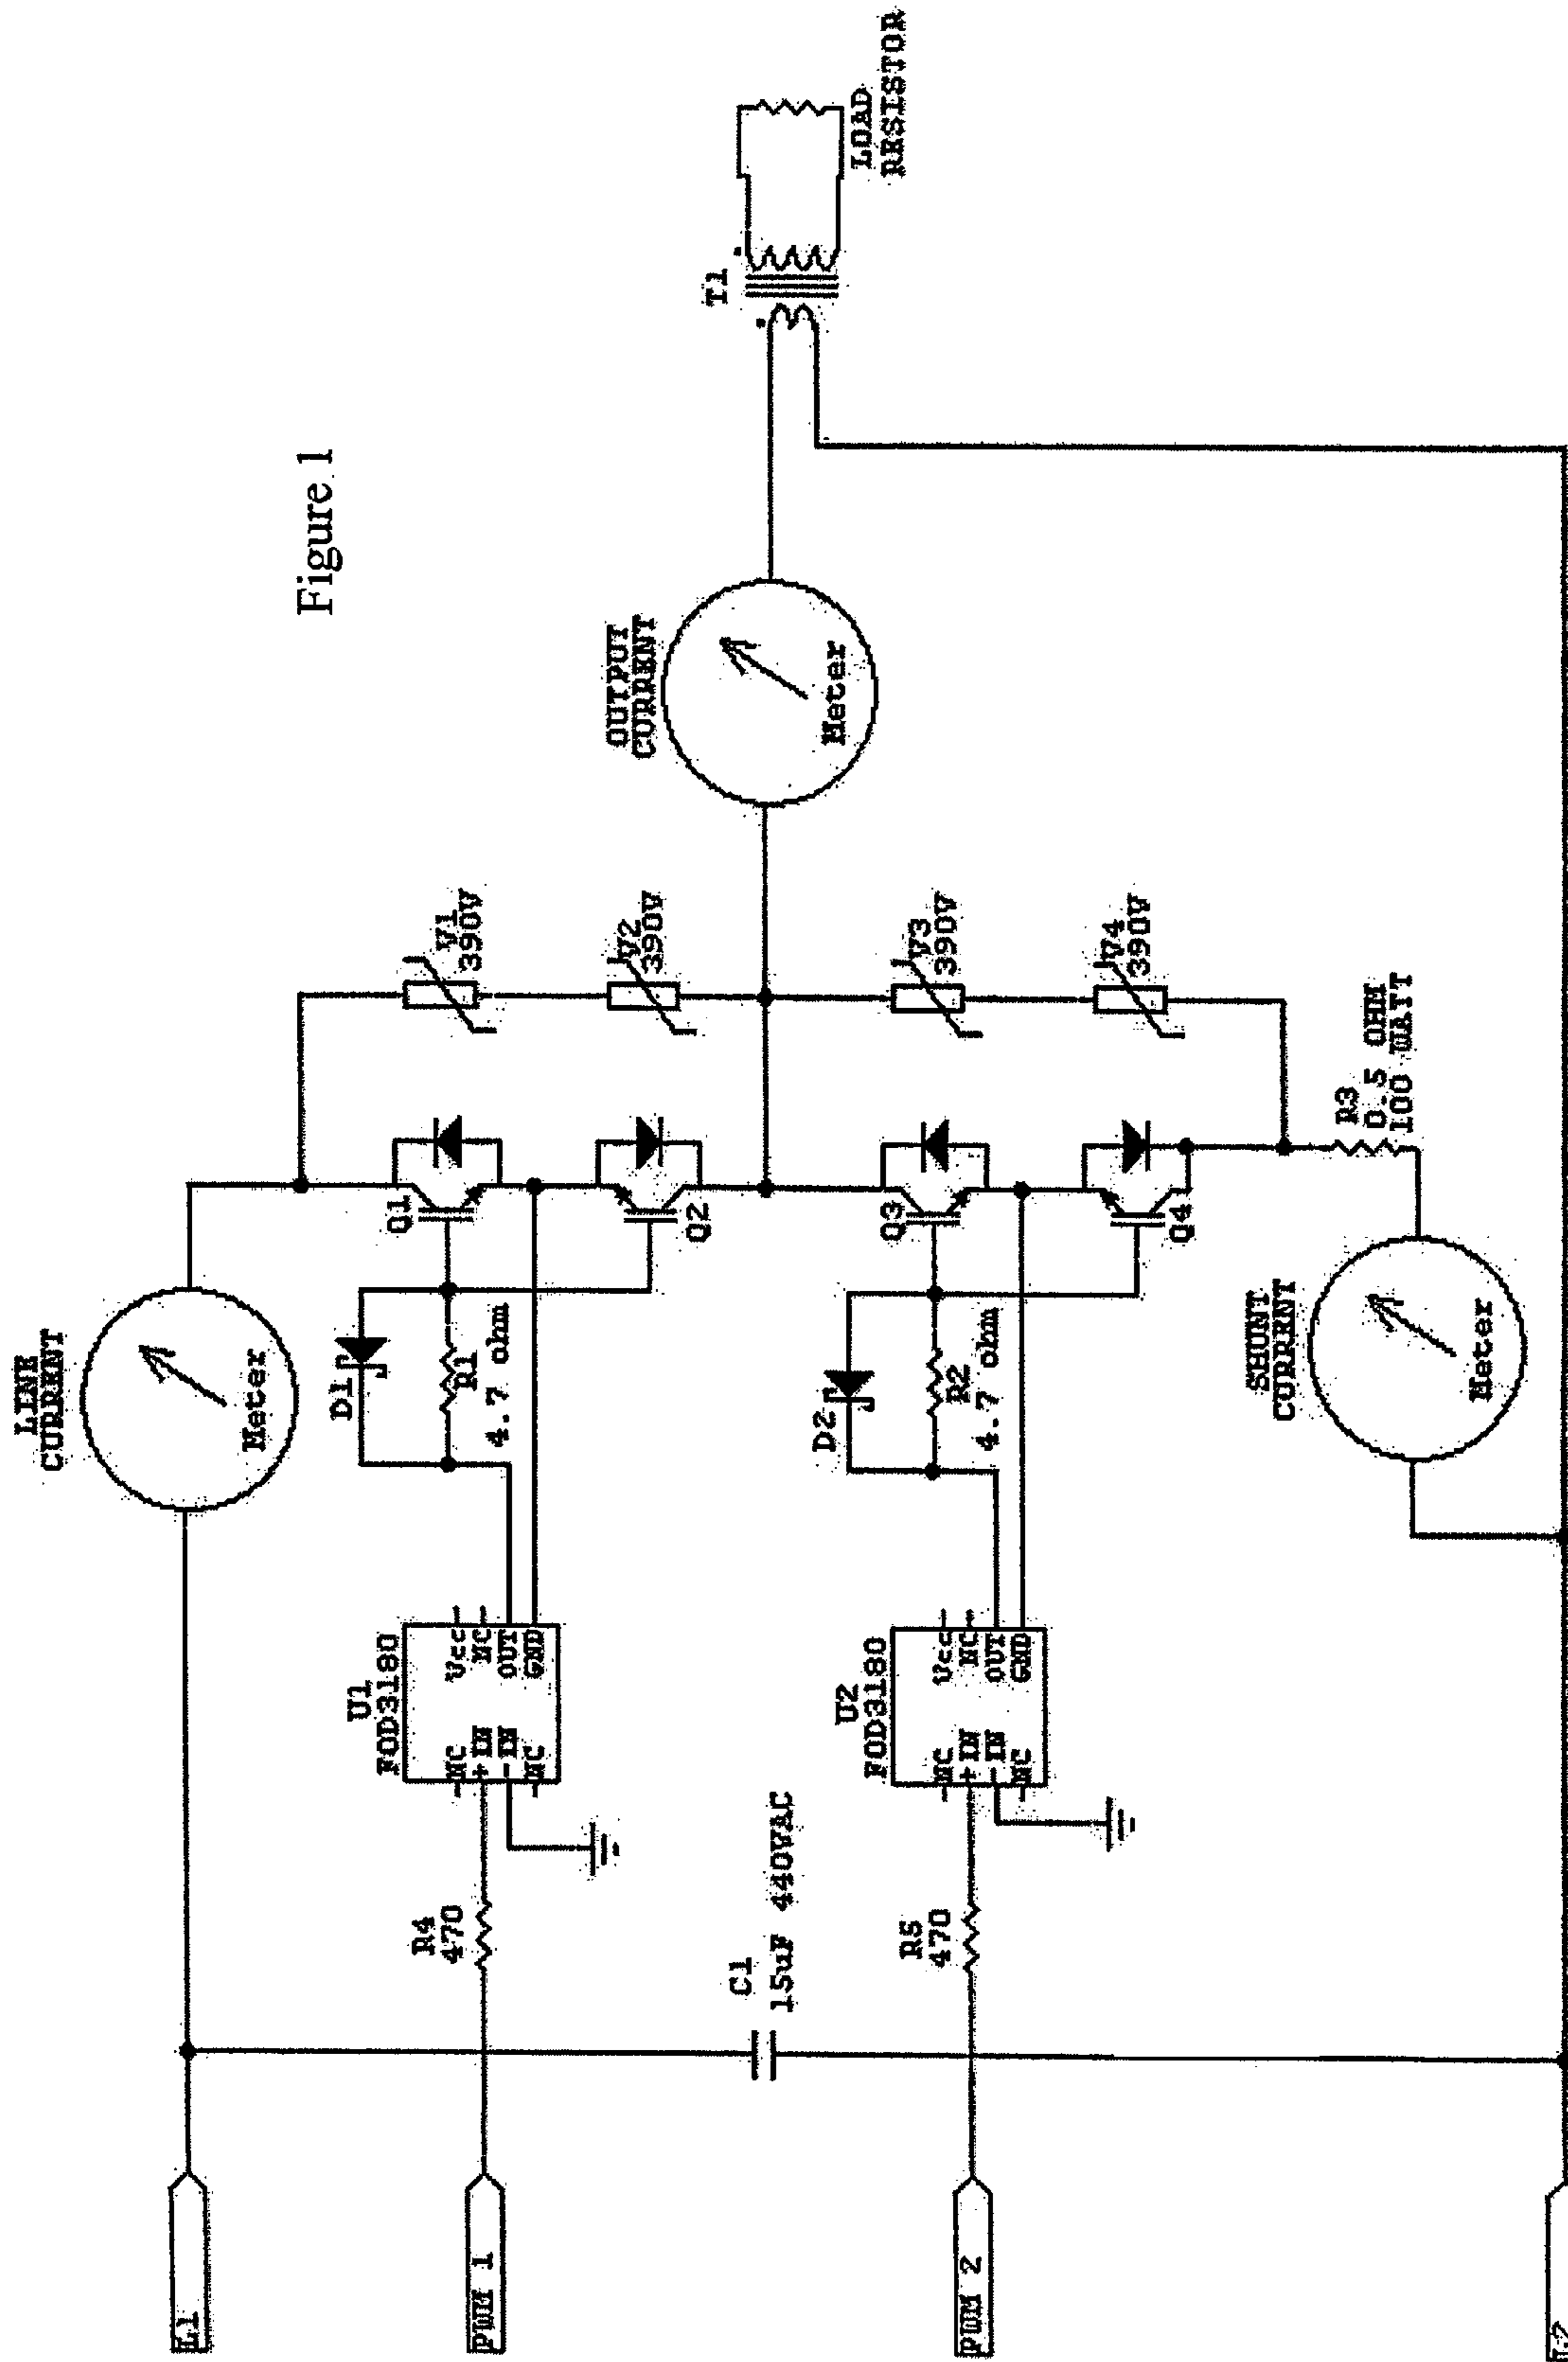 Figure 1
LINE
CURRENT
Meter
L1
D1
R1
4.7 ohm
Q1
Q2
V1
390V
V2
390V
OUTPUT
CURRENT
Meter
T1
LOAD
RESISTOR
U1
FOD3180
NC
+IN
-IN
NC
Vcc
NC
OUT
GND
R4
470
PWM 1
C1
15uF 440VAC
D2
R2
4.7 ohm
Q3
Q4
V3
390V
V4
390V
U2
FOD3180
NC
+IN
-IN
NC
Vcc
NC
OUT
GND
R5
470
PWM 2
R3
0.5 OHM
100 WATT
SHUNT
CURRENT
Meter